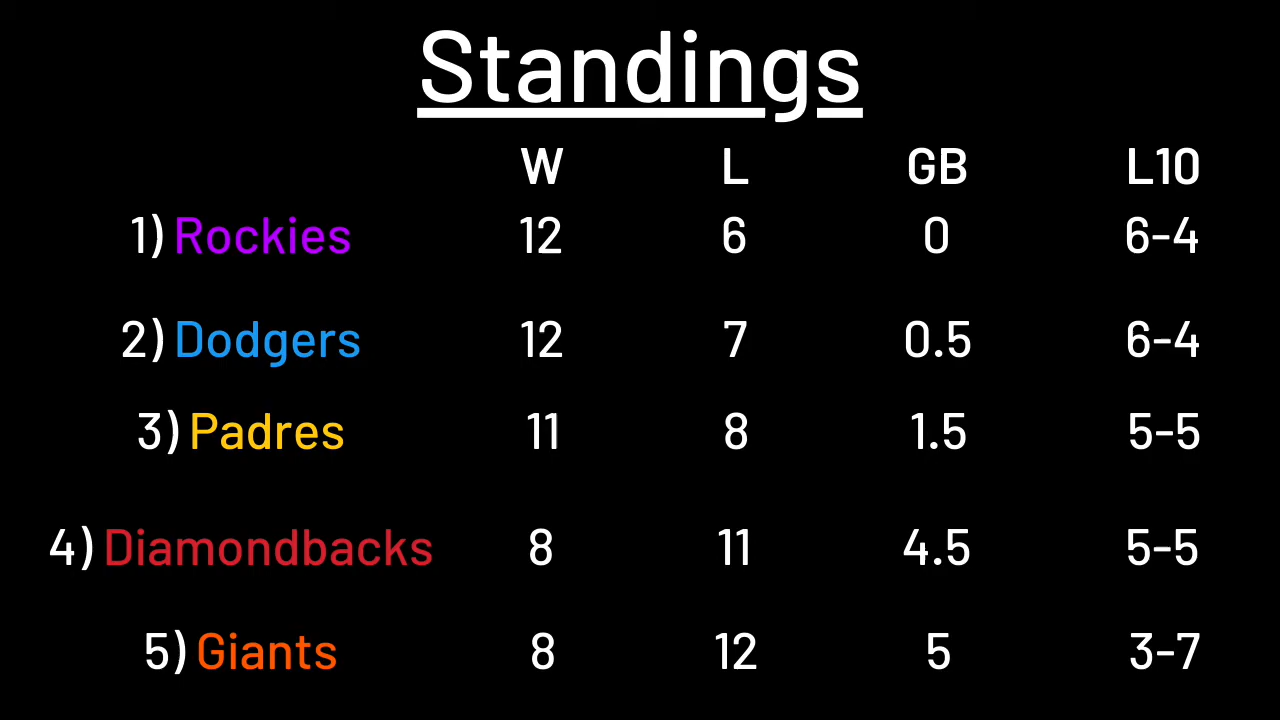 Standings
W L GB L10
1) Rockies 12 6 0 6-4
2) Dodgers 12 7 0.5 6-4
3) Padres 11 8 1.5 5-5
4) Diamondbacks 8 11 4.5 5-5
5) Giants 8 12 5 3-7